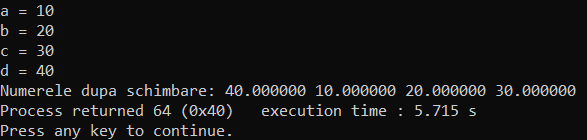 a = 10
b = 20
c = 30
d = 40
Numerele dupa schimbare: 40.000000 10.000000 20.000000 30.000000
Process returned 64 (0x40)   execution time : 5.715 s
Press any key to continue.